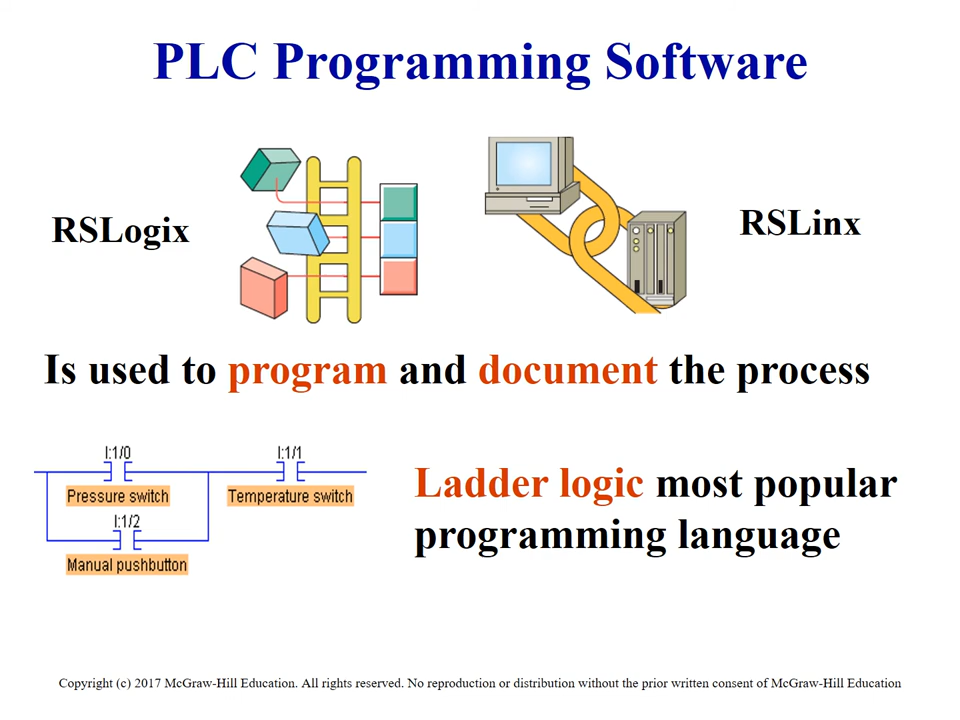 PLC Programming Software
RSLogix
RSLinx
Is used to program and document the process
I:1/0
I:1/1
Pressure switch
Temperature switch
I:1/2
Manual pushbutton
Ladder logic most popular
programming language
Copyright (c) 2017 McGraw-Hill Education. All rights reserved. No reproduction or distribution without the prior written consent of McGraw-Hill Education